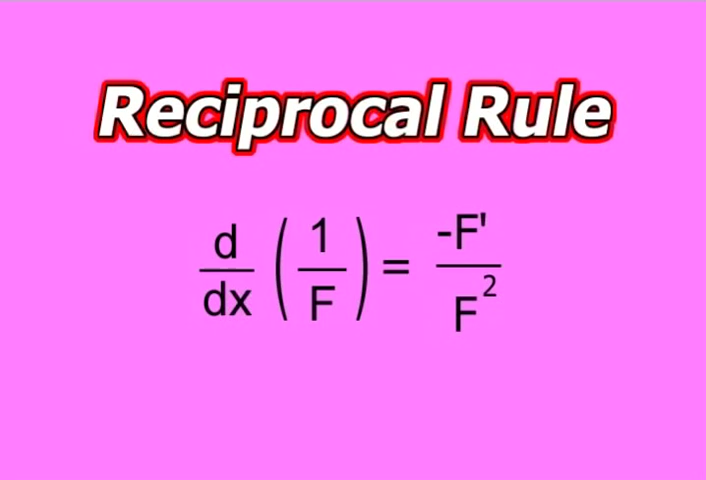 Reciprocal Rule
d/dx (1/F) = -F'/F²